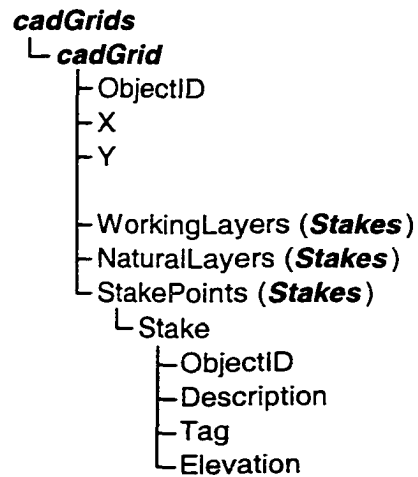 cadGrids
cadGrid
ObjectID
X
Y
WorkingLayers (Stakes)
NaturalLayers (Stakes)
StakePoints (Stakes)
Stake
ObjectID
Description
Tag
Elevation